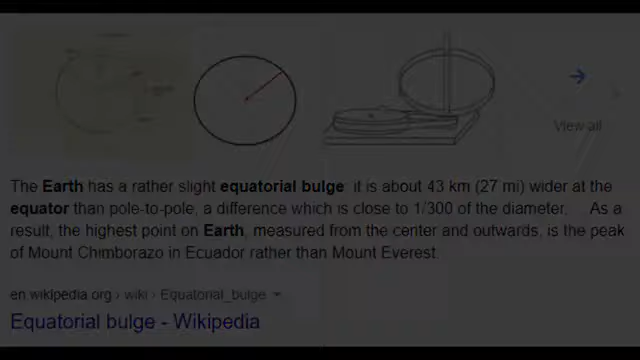 View all
The Earth has a rather slight equatorial bulge: it is about 43 km (27 mi) wider at the
equator than pole-to-pole, a difference which is close to 1/300 of the diameter. As a
result, the highest point on Earth, measured from the center and outwards, is the peak
of Mount Chimborazo in Ecuador rather than Mount Everest.
en.wikipedia.org › wiki › Equatorial_bulge
Equatorial bulge - Wikipedia